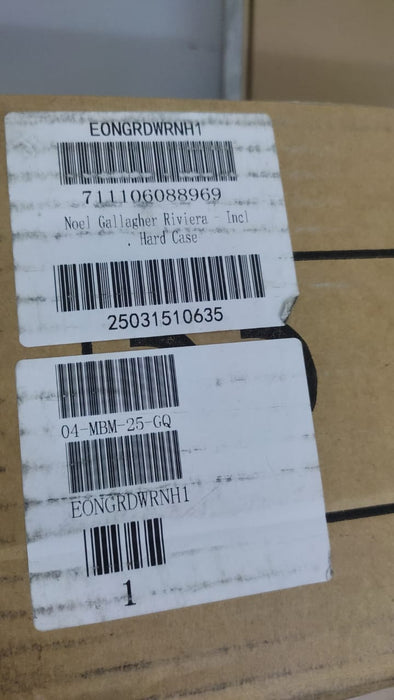 EONGRDWRNH1
711106088969
Noel Gallagher Riviera - Incl
. Hard Case
25031510635
04-MBM-25-GQ
EONGRDWRNH1
1